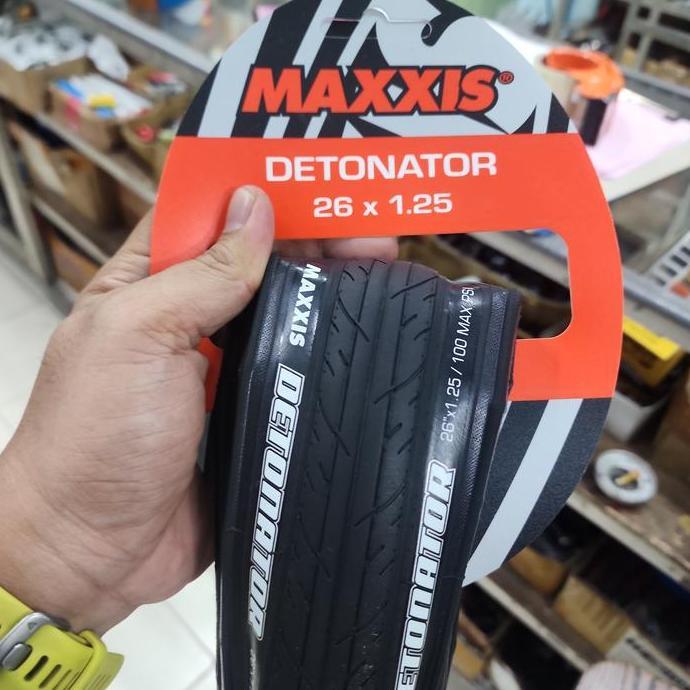 MAXXIS®
DETONATOR
26 x 1.25
MAXXIS
DETONATOR
26"x1.25 / 100 MAX PSI
DETONATOR